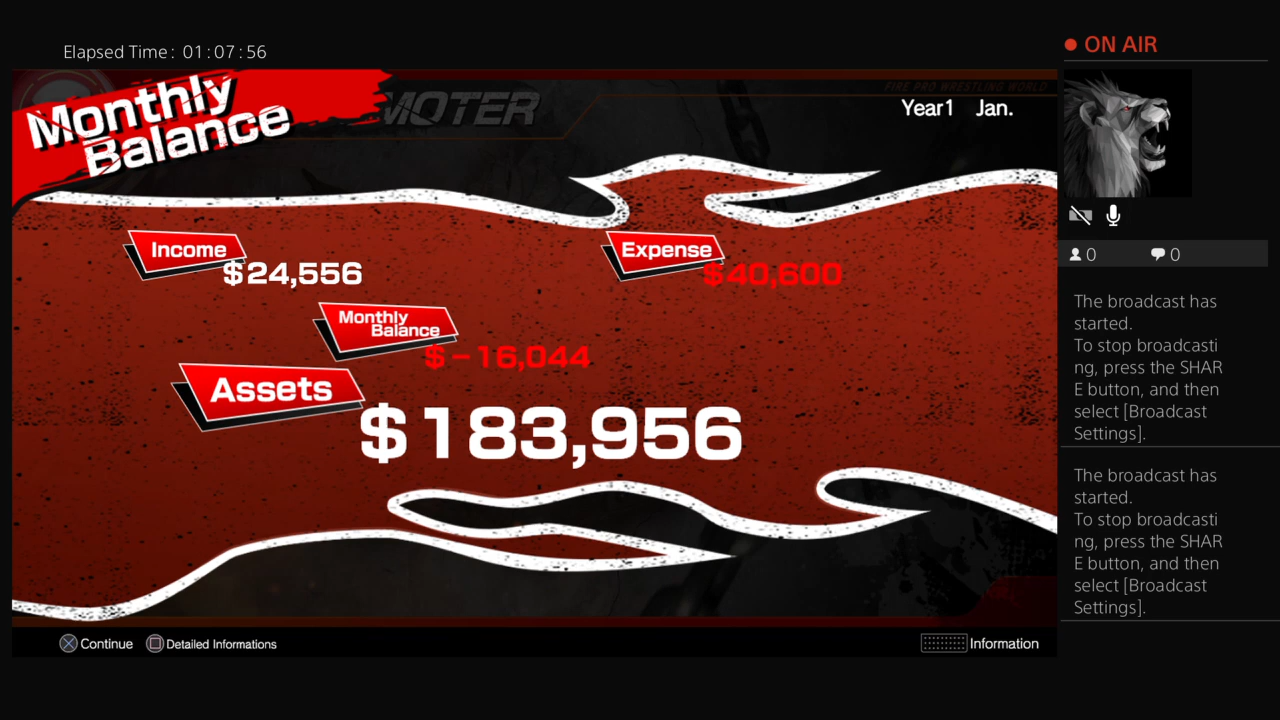 Elapsed Time: 01:07:56
ON AIR
Monthly
Balance
MOTER
FIRE PRO WRESTLING WORLD
Year1 Jan.
Income
$24,556
Expense
$40,600
Monthly
Balance
$-16,044
Assets
$183,956
Continue
Detailed Informations
Information
0
0
The broadcast has
started.
To stop broadcasti
ng, press the SHAR
E button, and then
select [Broadcast
Settings].
The broadcast has
started.
To stop broadcasti
ng, press the SHAR
E button, and then
select [Broadcast
Settings].